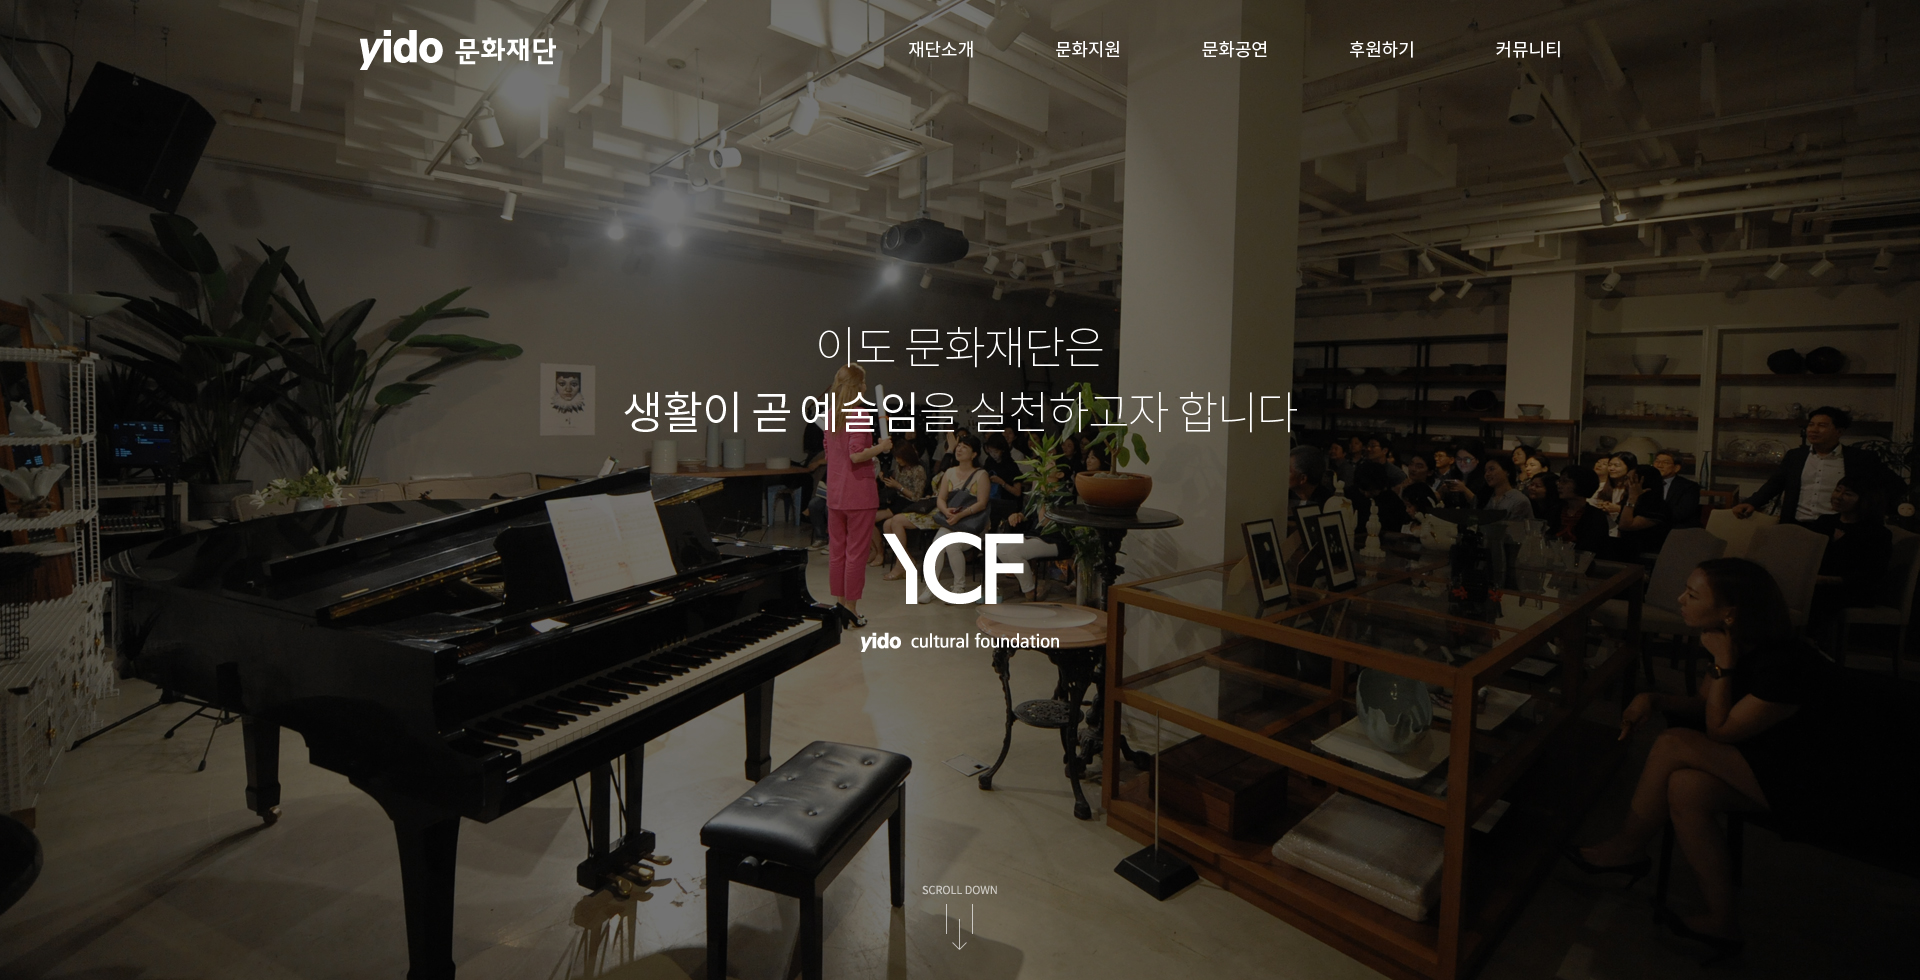 yido 문화재단
재단소개 문화지원 문화공연 후원하기 커뮤니티
이도 문화재단은
생활이 곧 예술임을 실천하고자 합니다
YCF
yido cultural foundation
SCROLL DOWN